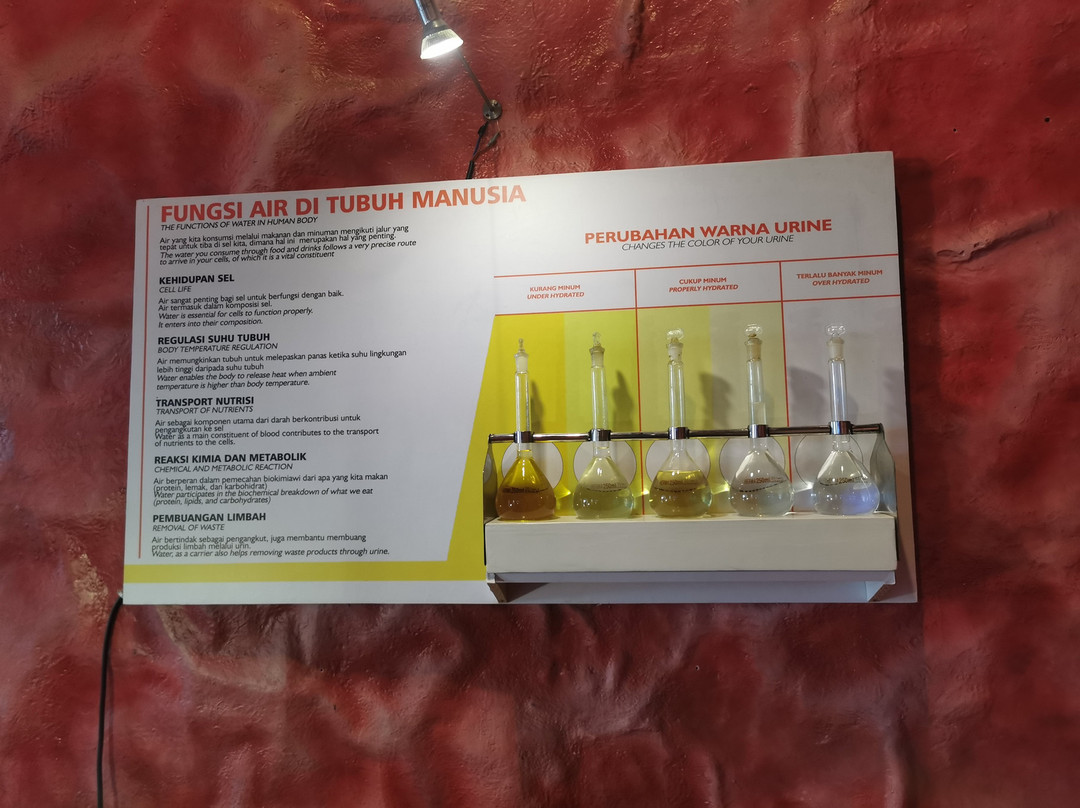 FUNGSI AIR DI TUBUH MANUSIA
THE FUNCTIONS OF WATER IN HUMAN BODY
Air yang kita konsumsi melalui makanan dan minuman mengikuti jalur yang
tepat untuk tiba di sel kita, dimana hal ini merupakan hal yang penting.
The water you consume through food and drinks follows a very precise route
to arrive in your cells, of which it is a vital constituent
KEHIDUPAN SEL
CELL LIFE
Air sangat penting bagi sel untuk berfungsi dengan baik.
Air termasuk dalam komposisi sel.
Water is essential for cells to function properly.
It enters into their composition.
REGULASI SUHU TUBUH
BODY TEMPERATURE REGULATION
Air memungkinkan tubuh untuk melepaskan panas ketika suhu lingkungan
lebih tinggi daripada suhu tubuh
Water enables the body to release heat when ambient
temperature is higher than body temperature.
TRANSPORT NUTRISI
TRANSPORT OF NUTRIENTS
Air sebagai komponen utama dari darah berkontribusi untuk
pengangkutan ke sel
Water as a main constituent of blood contributes to the transport
of nutrients to the cells.
REAKSI KIMIA DAN METABOLIK
CHEMICAL AND METABOLIC REACTION
Air berperan dalam pemecahan biokimiawi dari apa yang kita makan
(protein, lemak, dan karbohidrat)
Water participates in the biochemical breakdown of what we eat
(protein, lipids, and carbohydrates)
PEMBUANGAN LIMBAH
REMOVAL OF WASTE
Air bertindak sebagai pengangkut, juga membantu membuang
produksi limbah melalui urin.
Water, as a carrier also helps removing waste products through urine.
PERUBAHAN WARNA URINE
CHANGES THE COLOR OF YOUR URINE
KURANG MINUM
UNDER HYDRATED
CUKUP MINUM
PROPERLY HYDRATED
TERLALU BANYAK MINUM
OVER HYDRATED